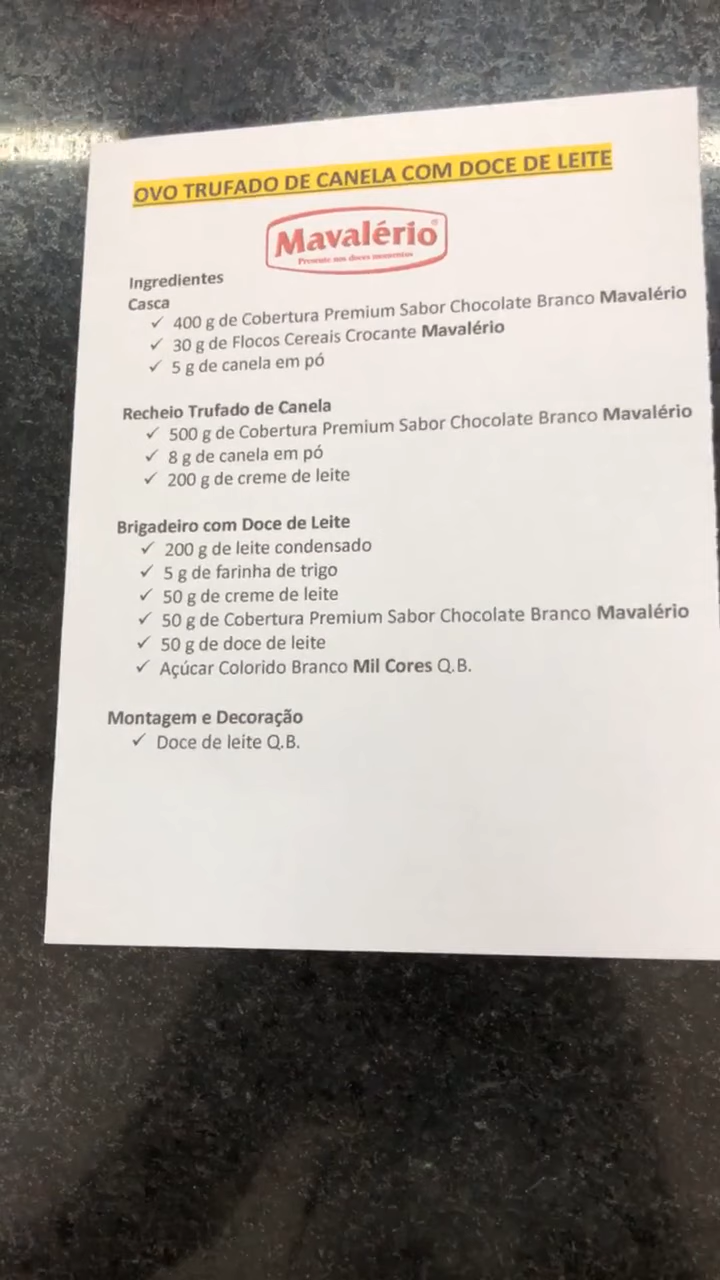 OVO TRUFADO DE CANELA COM DOCE DE LEITE
Mavalério®
Presente nos doces momentos
Ingredientes
Casca
✓ 400 g de Cobertura Premium Sabor Chocolate Branco Mavalério
✓ 30 g de Flocos Cereais Crocante Mavalério
✓ 5 g de canela em pó
Recheio Trufado de Canela
✓ 500 g de Cobertura Premium Sabor Chocolate Branco Mavalério
✓ 8 g de canela em pó
✓ 200 g de creme de leite
Brigadeiro com Doce de Leite
✓ 200 g de leite condensado
✓ 5 g de farinha de trigo
✓ 50 g de creme de leite
✓ 50 g de Cobertura Premium Sabor Chocolate Branco Mavalério
✓ 50 g de doce de leite
✓ Açúcar Colorido Branco Mil Cores Q.B.
Montagem e Decoração
✓ Doce de leite Q.B.